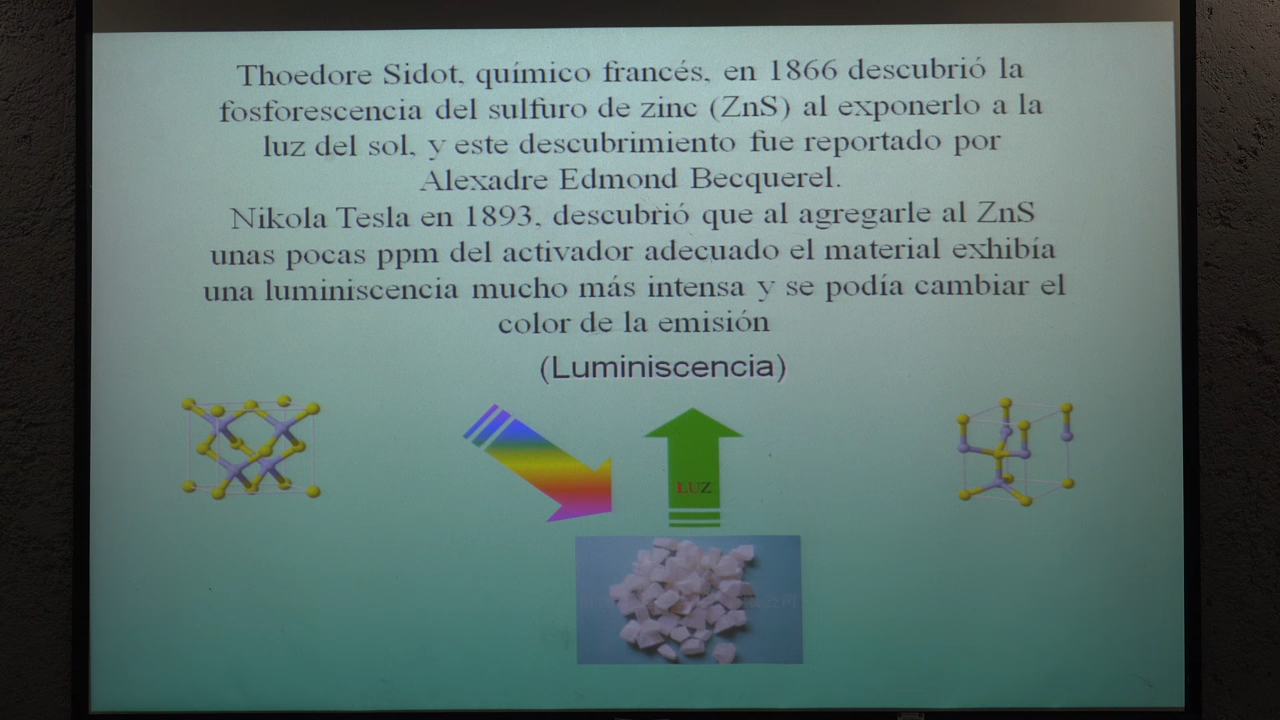 Thoedore Sidot, químico francés, en 1866 descubrió la
fosforescencia del sulfuro de zinc (ZnS) al exponerlo a la
luz del sol, y este descubrimiento fue reportado por
Alexadre Edmond Becquerel.
Nikola Tesla en 1893, descubrió que al agregarle al ZnS
unas pocas ppm del activador adecuado el material exhibía
una luminiscencia mucho más intensa y se podía cambiar el
color de la emisión
(Luminiscencia)
LUZ